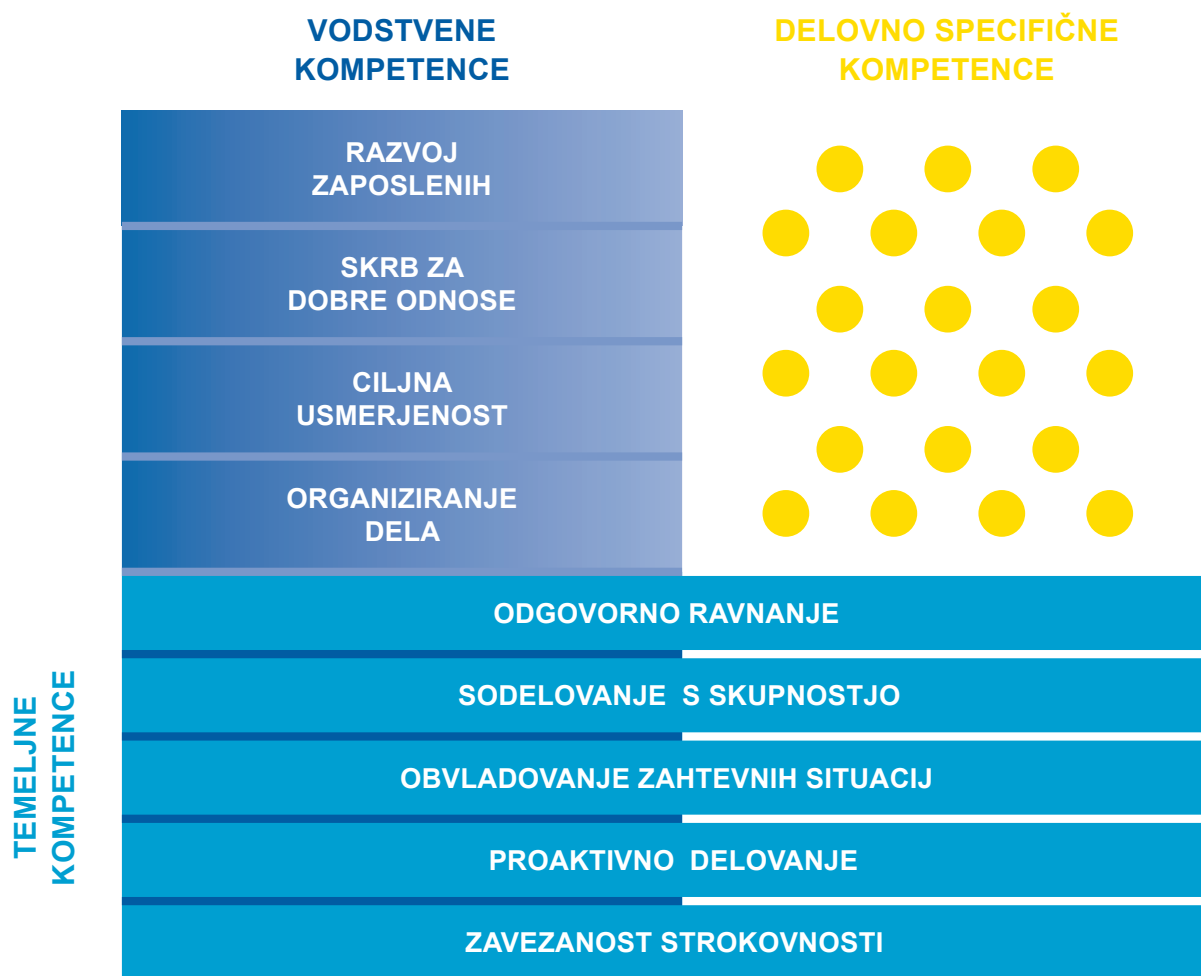 VODSTVENE
KOMPETENCE
DELOVNO SPECIFIČNE
KOMPETENCE
RAZVOJ
ZAPOSLENIH
SKRB ZA
DOBRE ODNOSE
CILJNA
USMERJENOST
ORGANIZIRANJE
DELA
TEMELJNE
KOMPETENCE
ODGOVORNO RAVNANJE
SODELOVANJE S SKUPNOSTJO
OBVLADOVANJE ZAHTEVNIH SITUACIJ
PROAKTIVNO DELOVANJE
ZAVEZANOST STROKOVNOSTI